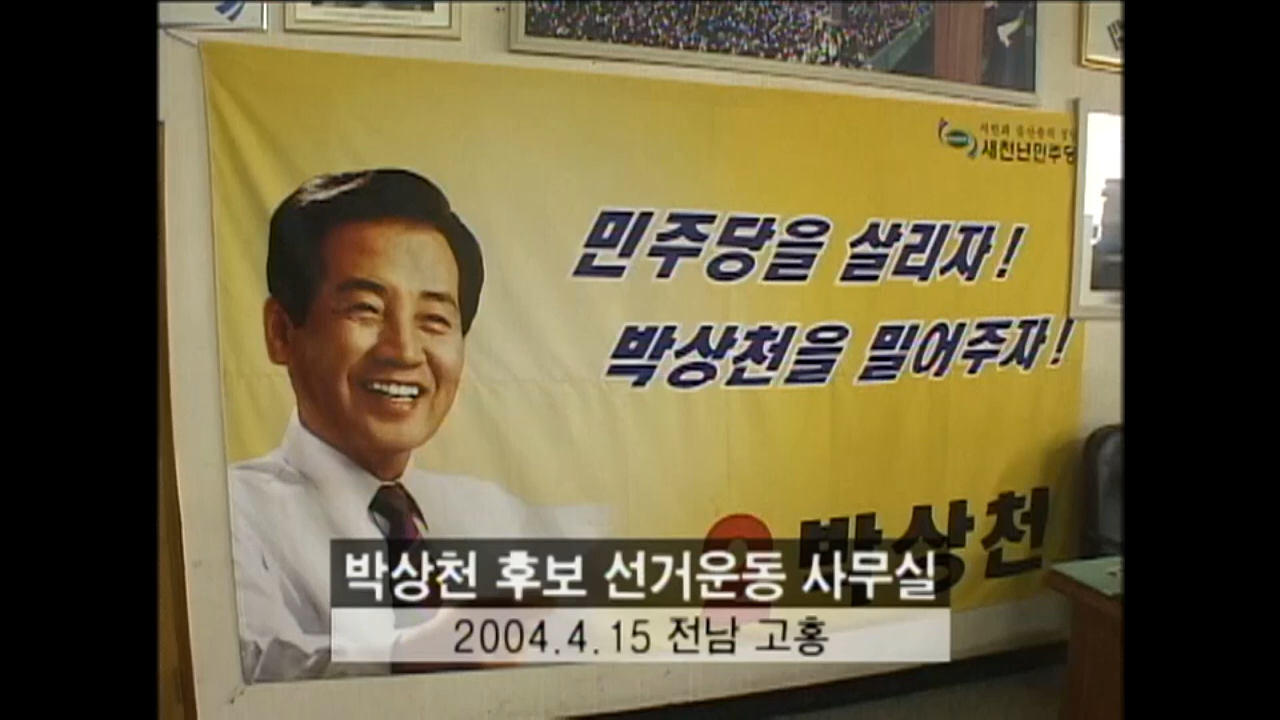 새천년민주당
민주당을 살리자!
박상천을 밀어주자!
박상천
박상천 후보 선거운동 사무실
2004.4.15 전남 고흥